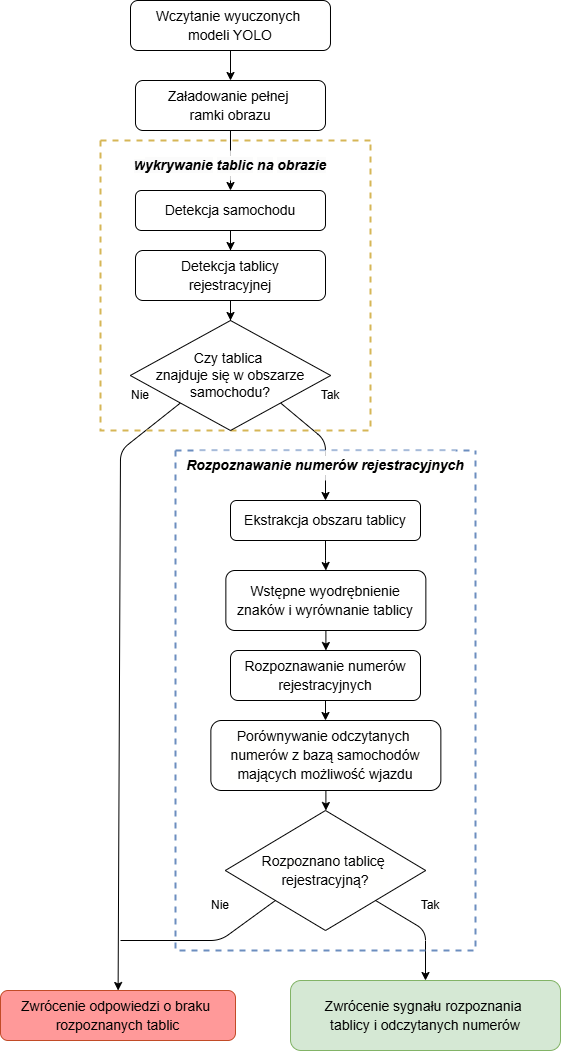 Wczytanie wyuczonych
modeli YOLO
Załadowanie pełnej
ramki obrazu
Wykrywanie tablic na obrazie
Detekcja samochodu
Detekcja tablicy
rejestracyjnej
Czy tablica
znajduje się w obszarze
samochodu?
Nie
Tak
Rozpoznawanie numerów rejestracyjnych
Ekstrakcja obszaru tablicy
Wstępne wyodrębnienie
znaków i wyrównanie tablicy
Rozpoznawanie numerów
rejestracyjnych
Porównywanie odczytanych
numerów z bazą samochodów
mających możliwość wjazdu
Rozpoznano tablicę
rejestracyjną?
Nie
Tak
Zwrócenie odpowiedzi o braku
rozpoznanych tablic
Zwrócenie sygnału rozpoznania
tablicy i odczytanych numerów